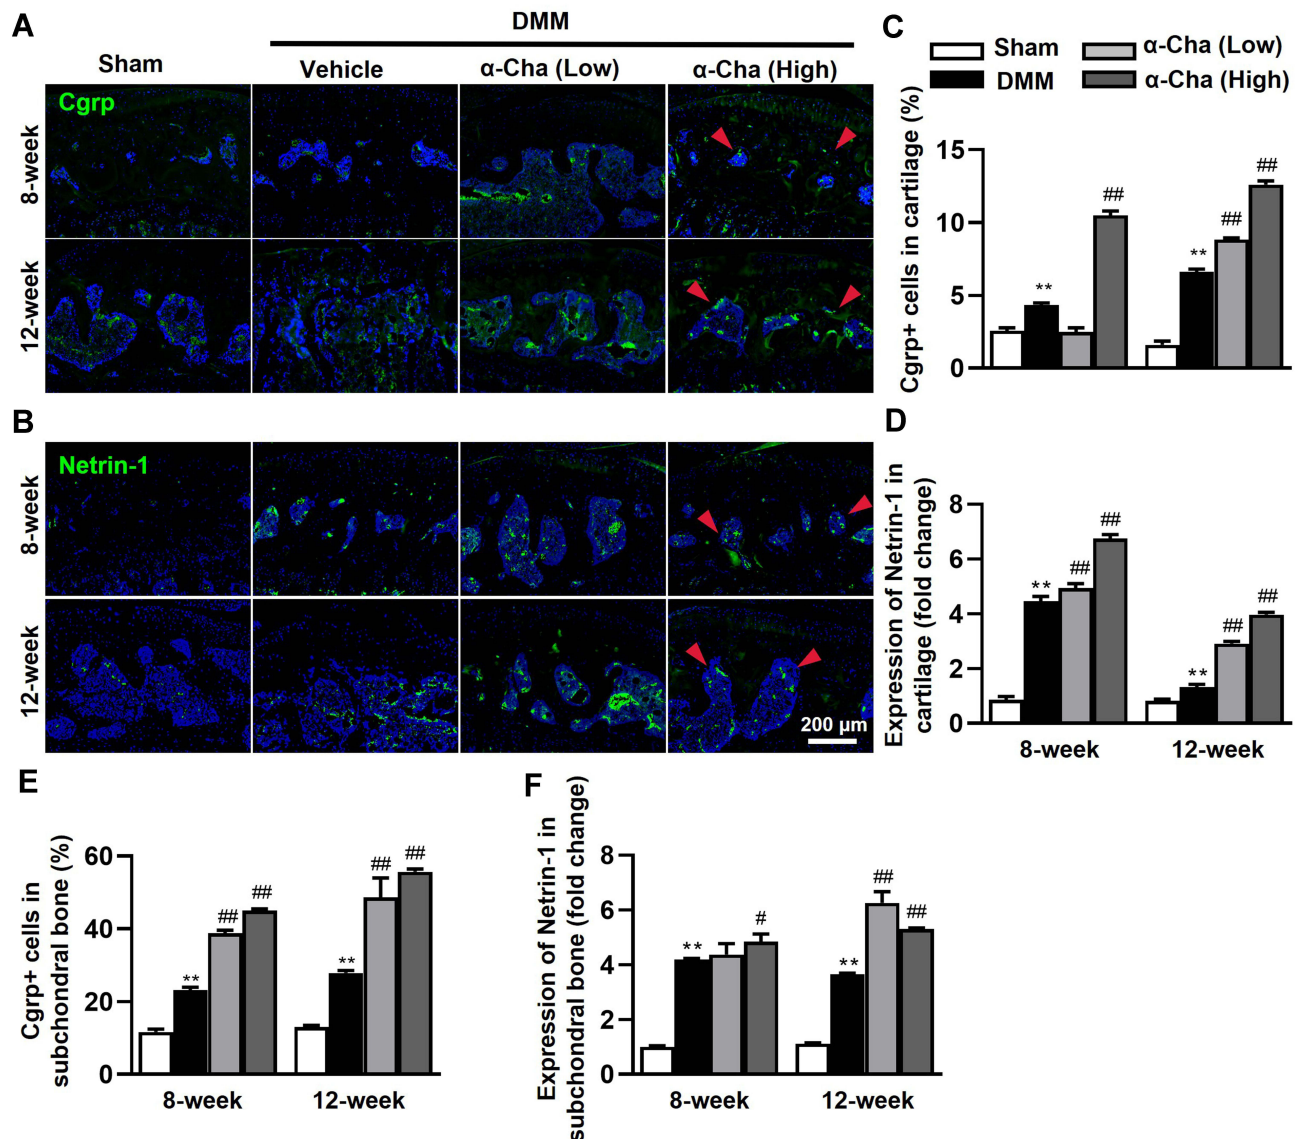 A
DMM
Sham
Vehicle
α-Cha (Low)
α-Cha (High)
Cgrp
8-week
12-week
B
Netrin-1
8-week
12-week
200 μm
C
Sham
α-Cha (Low)
DMM
α-Cha (High)
Cgrp+ cells in cartilage (%)
15
10
5
0
**
##
**
##
##
D
Expression of Netrin-1 in
cartilage (fold change)
8
6
4
2
0
**
##
##
**
##
##
8-week
12-week
E
Cgrp+ cells in
subchondral bone (%)
60
40
20
0
**
##
##
**
##
##
8-week
12-week
F
Expression of Netrin-1 in
subchondral bone (fold change)
8
6
4
2
0
**
#
**
##
##
8-week
12-week